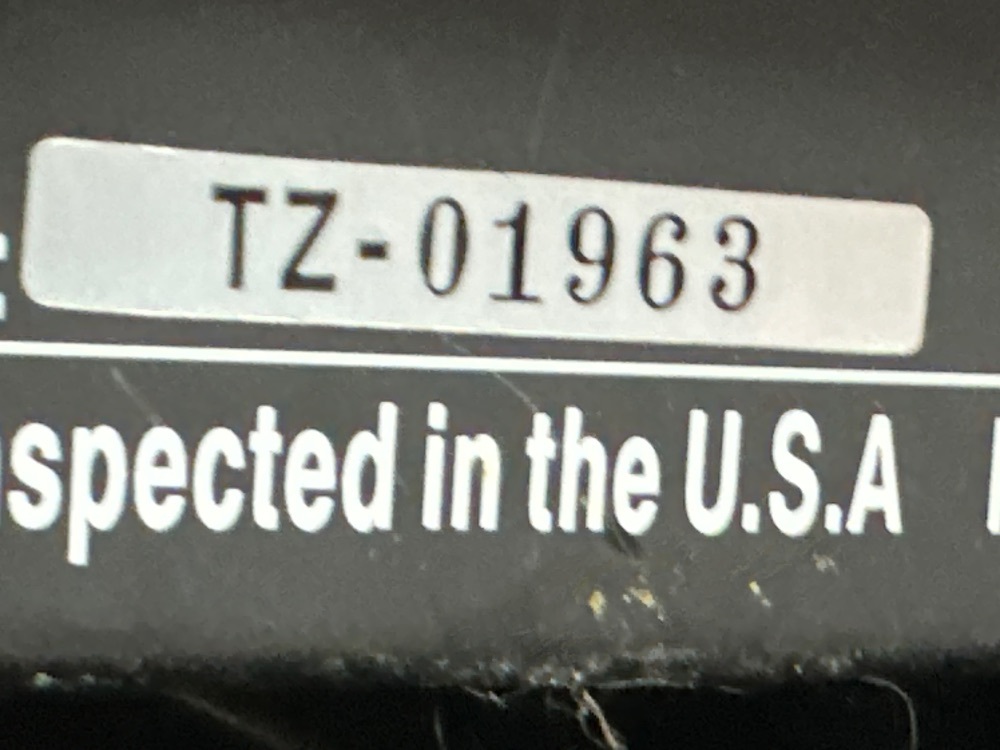 TZ-01963
spected in the U.S.A